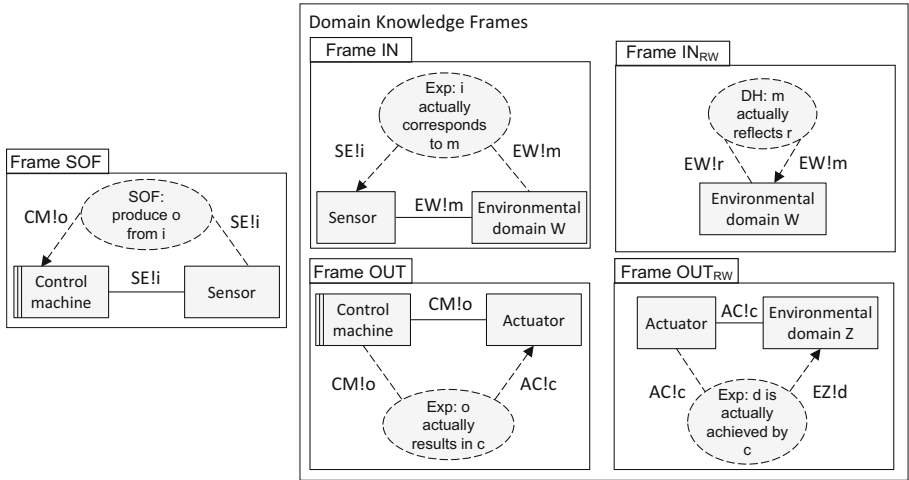 Domain Knowledge Frames
Frame SOF
SOF:
produce o
from i
CM!o
SE!i
Control
machine
SE!i
Sensor
Frame IN
Exp: i
actually
corresponds
to m
SE!i
EW!m
Sensor
EW!m
Environmental
domain W
Frame INRW
DH: m
actually
reflects r
EW!r
EW!m
Environmental
domain W
Frame OUT
Control
machine
CM!o
Actuator
CM!o
AC!c
Exp: o
actually
results in c
Frame OUTRW
Actuator
AC!c
Environmental
domain Z
AC!c
EZ!d
Exp: d is
actually
achieved by
c